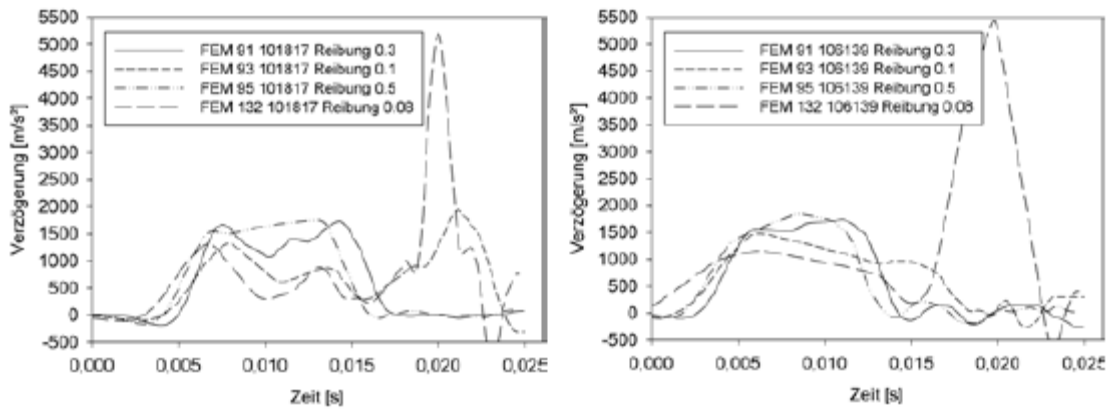 5500
5000
4500
4000
3500
3000
2500
2000
1500
1000
500
0
-500
Verzögerung [m/s²]
FEM 91 101817 Reibung 0.3
FEM 93 101817 Reibung 0.1
FEM 95 101817 Reibung 0.5
FEM 132 101817 Reibung 0.08
0,000 0,005 0,010 0,015 0,020 0,025
Zeit [s]
5500
5000
4500
4000
3500
3000
2500
2000
1500
1000
500
0
-500
Verzögerung [m/s²]
FEM 91 106139 Reibung 0.3
FEM 93 106139 Reibung 0.1
FEM 95 106139 Reibung 0.5
FEM 132 106139 Reibung 0.08
0,000 0,005 0,010 0,015 0,020 0,025
Zeit [s]